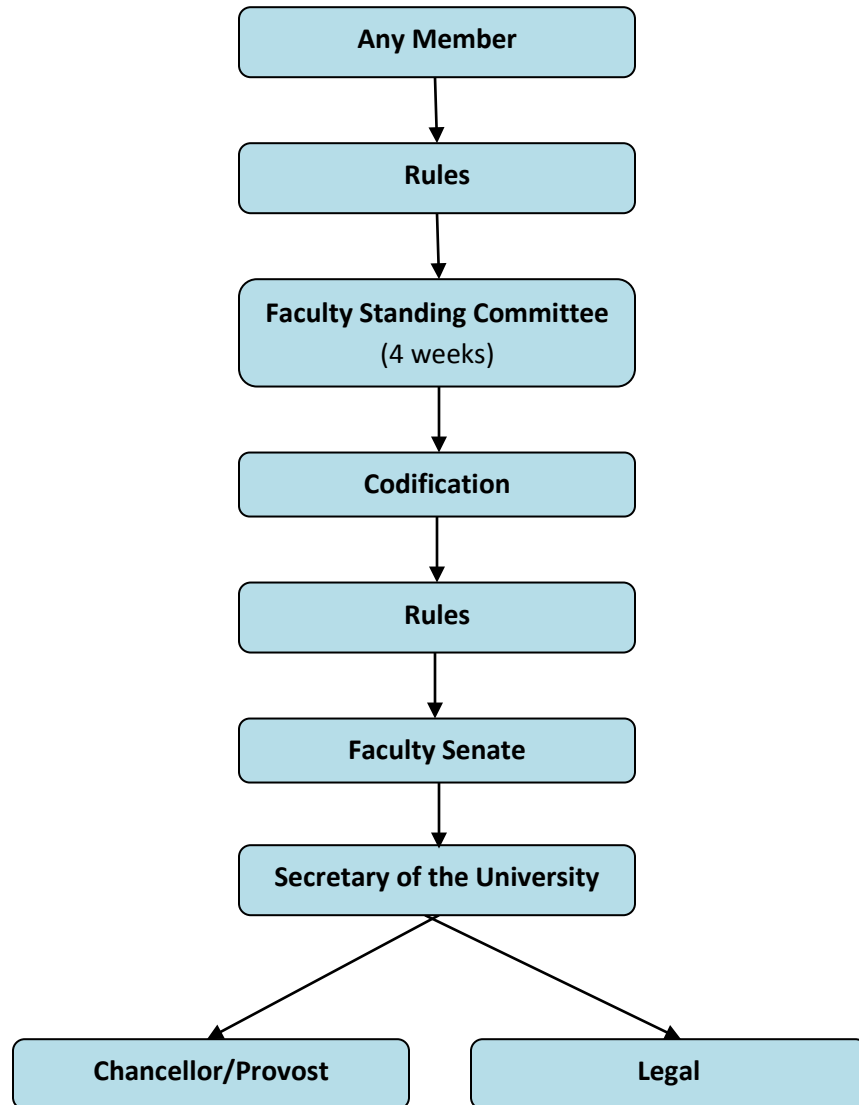 Any Member
Rules
Faculty Standing Committee
(4 weeks)
Codification
Rules
Faculty Senate
Secretary of the University
Chancellor/Provost
Legal